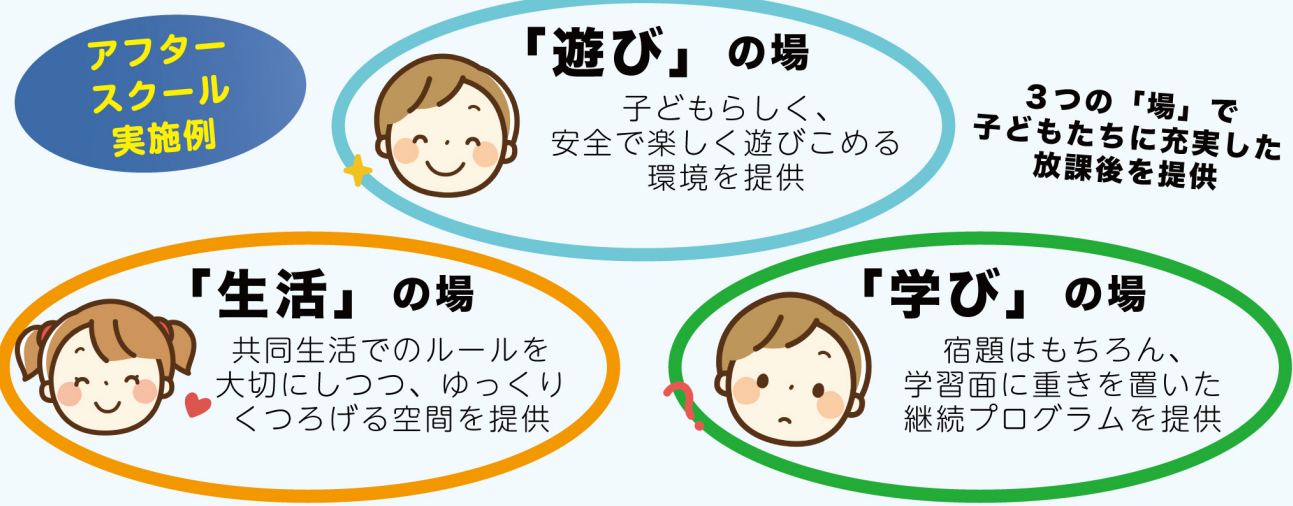 アフター
スクール
実施例
「遊び」の場
子どもらしく、
安全で楽しく遊びこめる
環境を提供
３つの「場」で
子どもたちに充実した
放課後を提供
「生活」の場
共同生活でのルールを
大切にしつつ、ゆっくり
くつろげる空間を提供
「学び」の場
宿題はもちろん、
学習面に重きを置いた
継続プログラムを提供